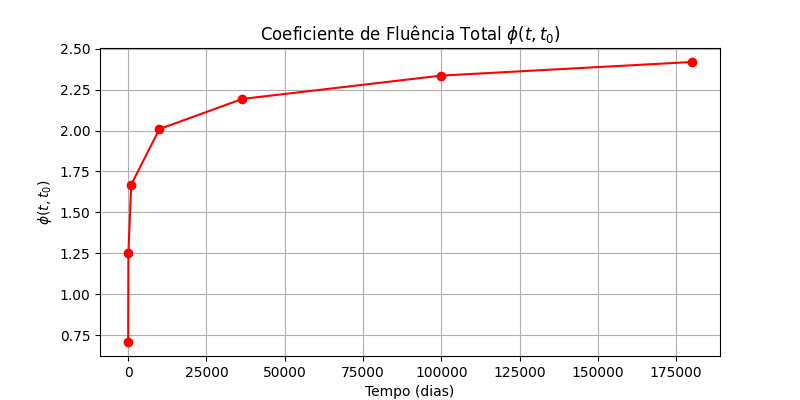 Coeficiente de Fluência Total ϕ(t, t₀)
ϕ(t, t₀)
2.50
2.25
2.00
1.75
1.50
1.25
1.00
0.75
0 25000 50000 75000 100000 125000 150000 175000
Tempo (dias)